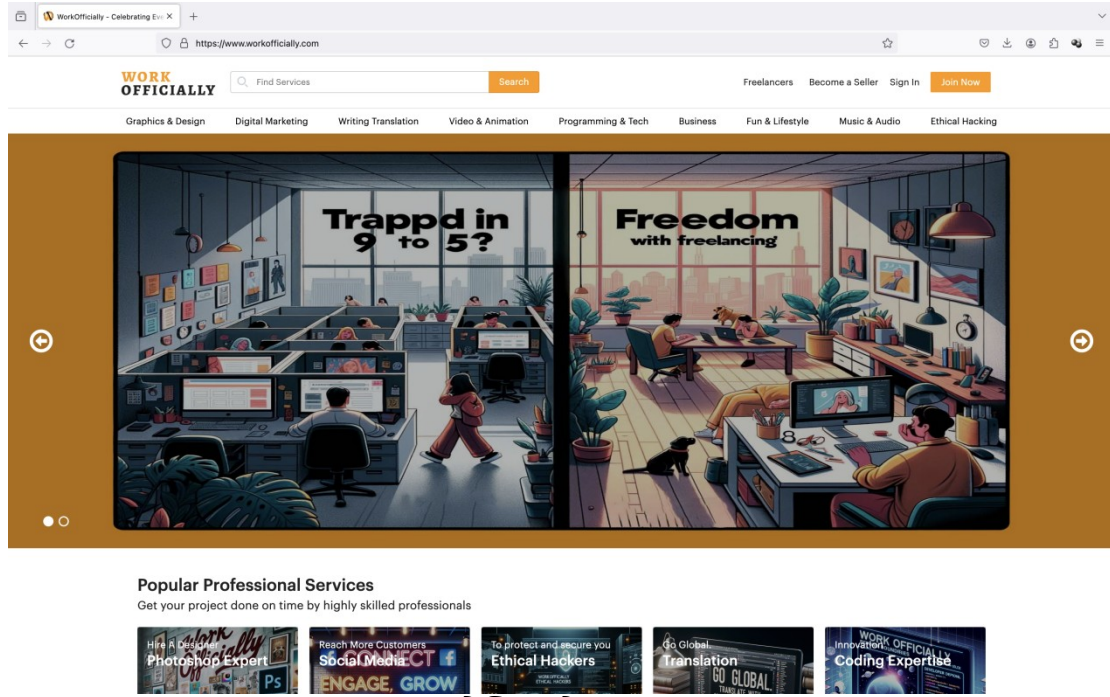 WorkOfficially - Celebrating Eve
https://www.workofficially.com
WORK
OFFICIALLY
Find Services
Search
Freelancers
Become a Seller
Sign In
Join Now
Graphics & Design
Digital Marketing
Writing Translation
Video & Animation
Programming & Tech
Business
Fun & Lifestyle
Music & Audio
Ethical Hacking
Trappd in
9 to 5?
Freedom
with freelancing
Popular Professional Services
Get your project done on time by highly skilled professionals
Hire A Designer
Photoshop Expert
Ps
Reach More Customers
Social Media
CONNECT
ENGAGE, GROW
To protect and secure you
Ethical Hackers
Go Global.
Translation
GO GLOBAL
Innovation.
Coding Expertise
WORK OFFICIALLY